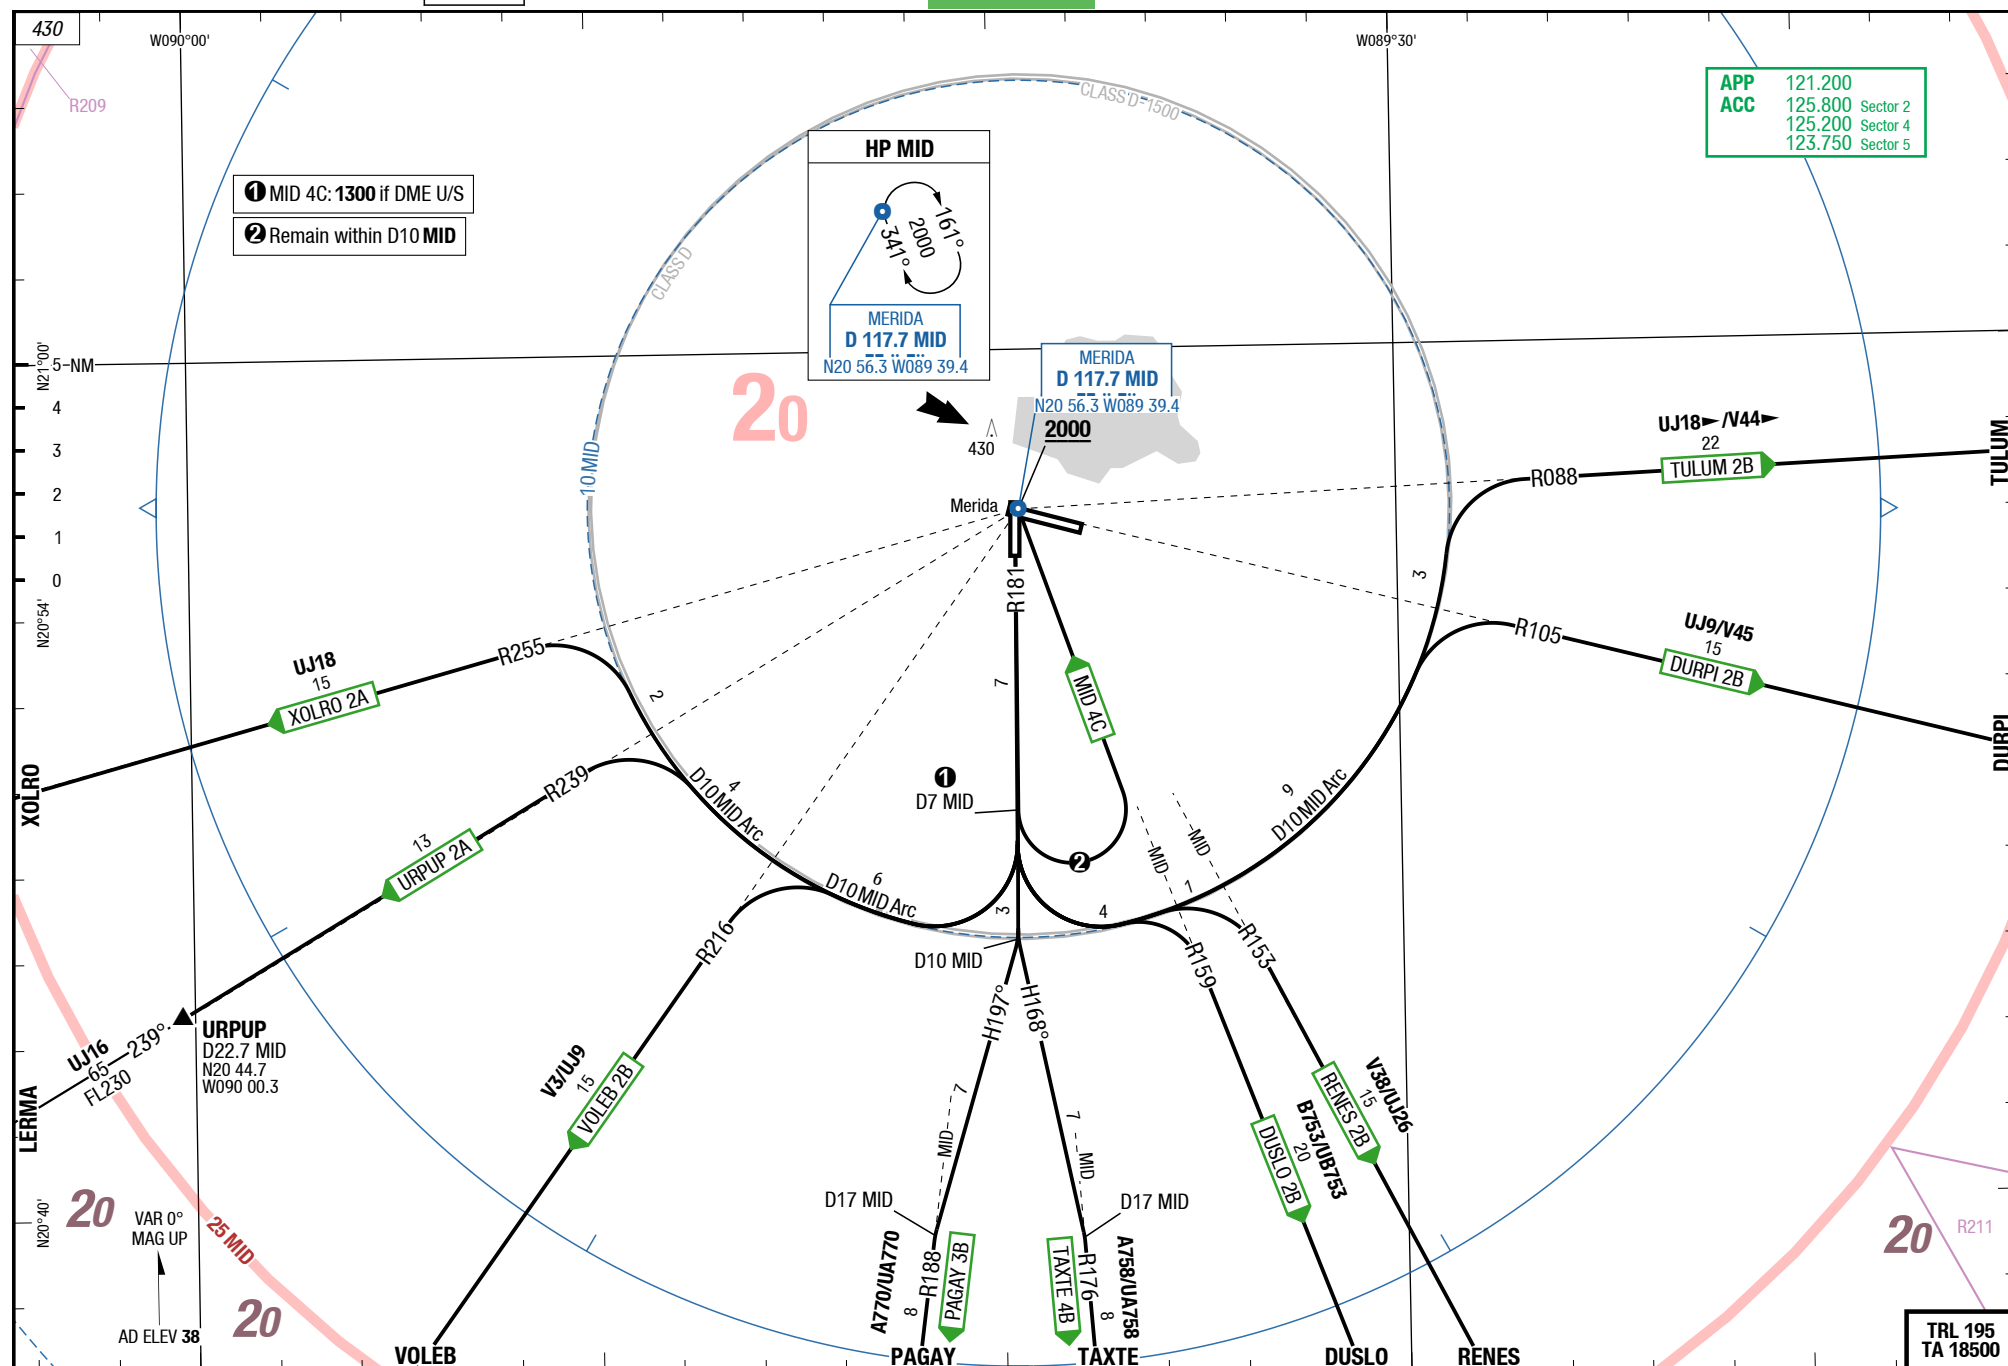 430
W090°00'
W089°30'
R209
CLASS D-1500
APP 121.200
ACC 125.800 Sector 2
125.200 Sector 4
123.750 Sector 5
HP MID
161°
2000
341°
MERIDA
D 117.7 MID
N20 56.3 W089 39.4
1 MID 4C: 1300 if DME U/S
2 Remain within D10 MID
CLASS D
N21°00'
5-NM
4
3
2
1
0
N20°54'
20
MERIDA
D 117.7 MID
N20 56.3 W089 39.4
2000
430
10 MID
Merida
UJ18 /V44
22
TULUM 2B
R088
TULUM
R181
3
R105
UJ9/V45
15
DURPI 2B
DURPI
UJ18
15
XOLRO 2A
R255
XOLRO
2
7
MID 4C
1
D7 MID
2
R239
4
D10 MID Arc
9
D10 MID Arc
13
URPUP 2A
6
D10 MID Arc
3
4
1
MID
MID
R216
D10 MID
R159
R153
H197°
H168°
URPUP
D22.7 MID
N20 44.7
W090 00.3
UJ16
65
239°
FL230
LERMA
V3/UJ9
15
VOLEB 2B
7
MID
7
MID
V38/UJ26
15
RENES 2B
B753/UB753
20
DUSLO 2B
D17 MID
D17 MID
N20°40'
20
VAR 0°
MAG UP
25 MID
20
AD ELEV 38
A770/UA770
8
R188
PAGAY 3B
TAXTE 4B
R176
8
A758/UA758
20
R211
VOLEB
PAGAY
TAXTE
DUSLO
RENES
TRL 195
TA 18500